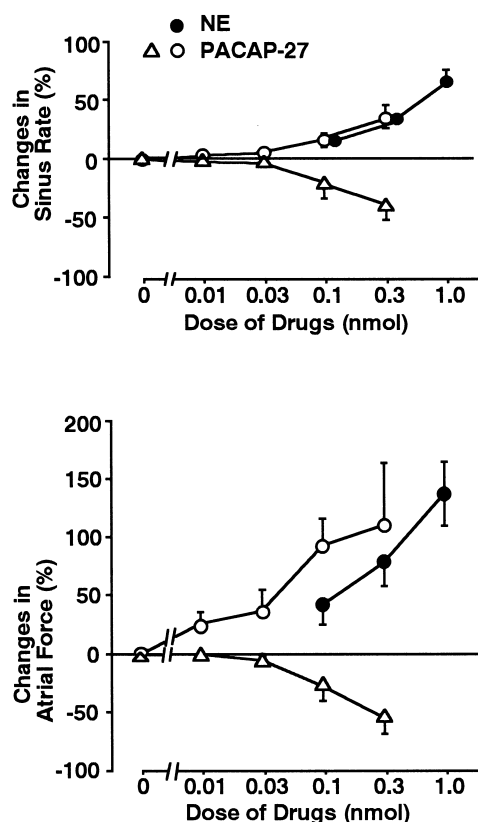 NE
PACAP-27
100
50
0
-50
-100
Changes in
Sinus Rate (%)
0 0.01 0.03 0.1 0.3 1.0
Dose of Drugs (nmol)
200
150
100
50
0
-50
-100
Changes in
Atrial Force (%)
0 0.01 0.03 0.1 0.3 1.0
Dose of Drugs (nmol)